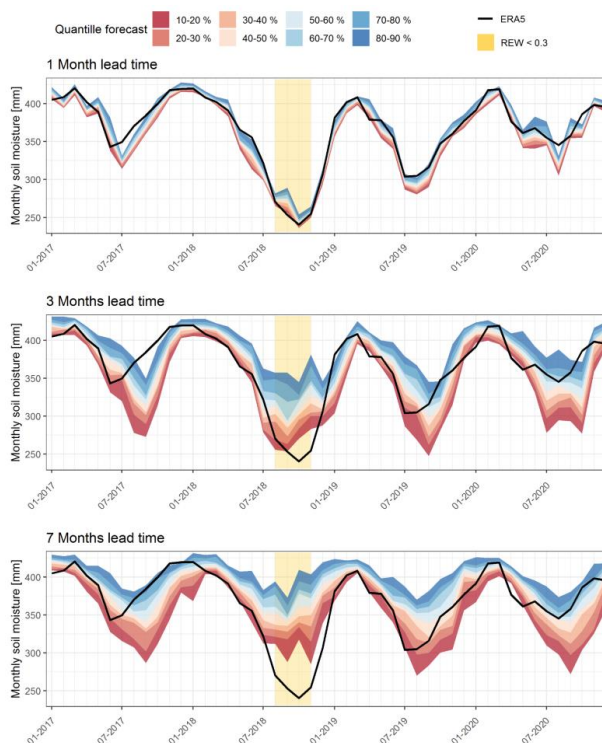 Quantille forecast
10-20 % 30-40 % 50-60 % 70-80 %
20-30 % 40-50 % 60-70 % 80-90 %
ERA5
REW < 0.3
1 Month lead time
Monthly soil moisture [mm]
400
350
300
250
01-2017 07-2017 01-2018 07-2018 01-2019 07-2019 01-2020 07-2020
3 Months lead time
Monthly soil moisture [mm]
400
350
300
250
01-2017 07-2017 01-2018 07-2018 01-2019 07-2019 01-2020 07-2020
7 Months lead time
Monthly soil moisture [mm]
400
350
300
250
01-2017 07-2017 01-2018 07-2018 01-2019 07-2019 01-2020 07-2020